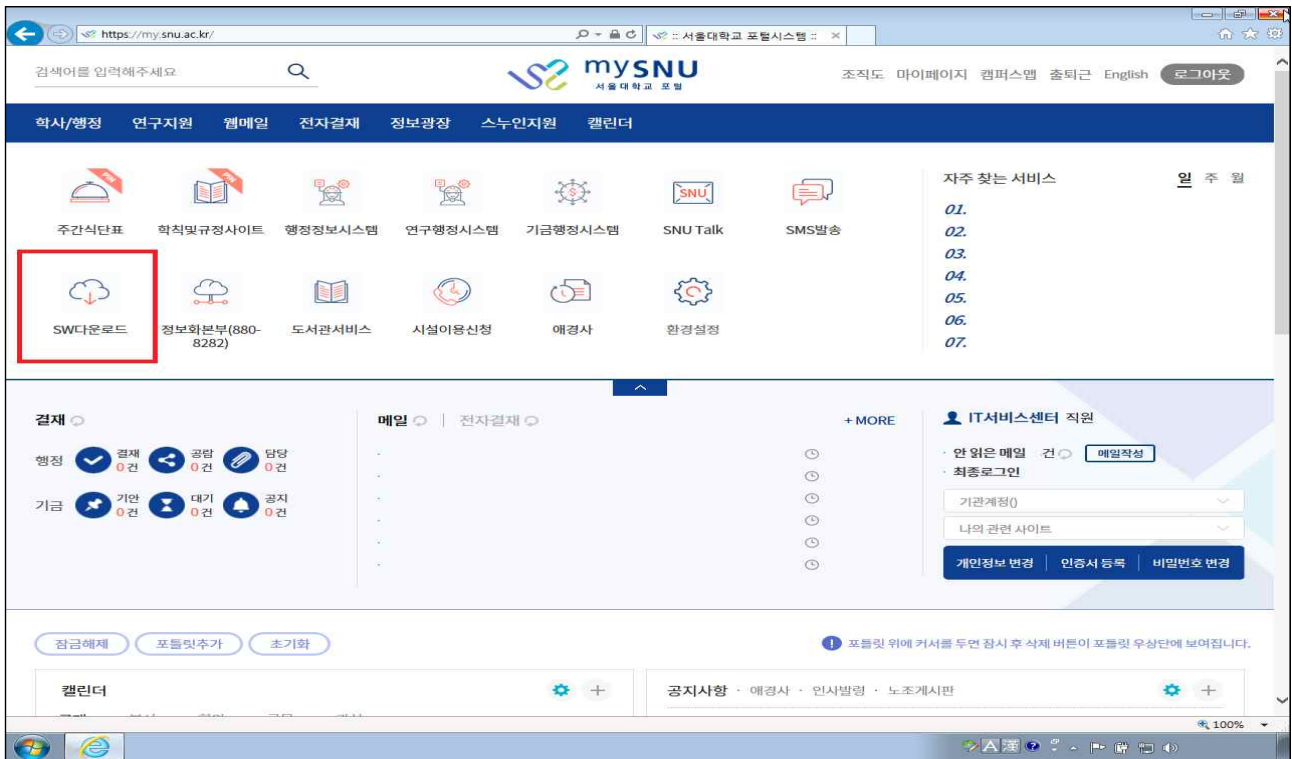 https://my.snu.ac.kr/
:: 서울대학교 포털시스템 ::
검색어를 입력해주세요
mySNU
서울대학교 포털
조직도 마이페이지 캠퍼스맵 출퇴근 English 로그아웃
학사/행정 연구지원 웹메일 전자결재 정보광장 스누인지원 캘린더
자주 찾는 서비스 일 주 월
PIN PIN SNU
주간식단표 학칙및규정사이트 행정정보시스템 연구행정시스템 기금행정시스템 SNU Talk SMS발송
01.
02.
03.
04.
05.
06.
07.
SW다운로드 정보화본부(880-
8282) 도서관서비스 시설이용신청 애경사 환경설정
결재 메일 전자결재 + MORE
행정 결재 0건 공람 0건 담당 0건
기금 기안 0건 대기 0건 공지 0건
IT서비스센터 직원
· 안 읽은 메일 건 메일작성
· 최종로그인
기관계정()
나의 관련 사이트
개인정보 변경 인증서 등록 비밀번호 변경
잠금해제 포틀릿추가 초기화
포틀릿 위에 커서를 두면 잠시 후 삭제 버튼이 포틀릿 우상단에 보여집니다.
캘린더
공지사항 · 애경사 · 인사발령 · 노조게시판
100%
A 漢